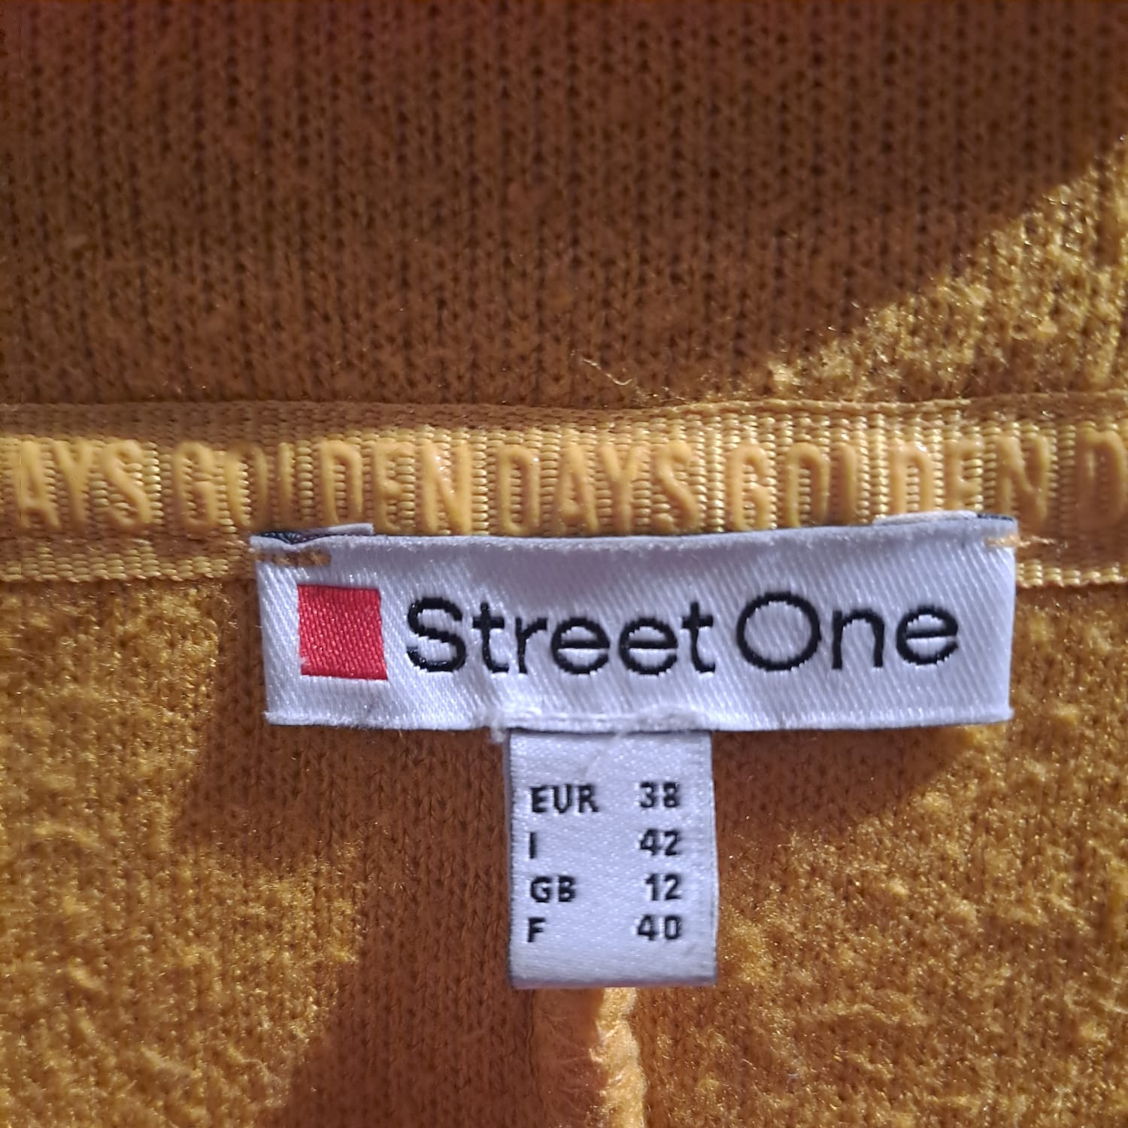 AYS GOLDEN DAYS GOLDEN D
Street One
EUR 38
I 42
GB 12
F 40